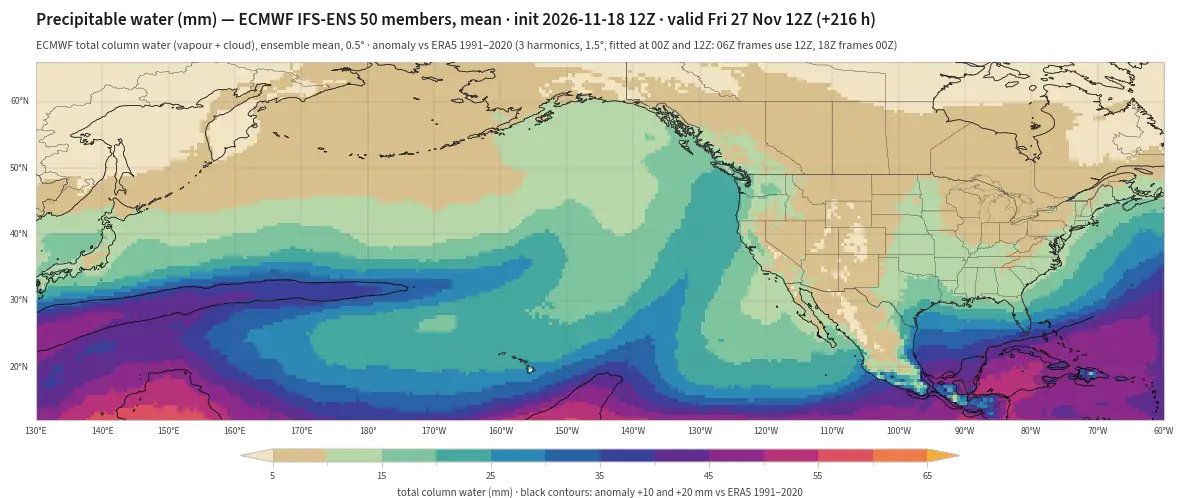 Precipitable water (mm) — ECMWF IFS-ENS 50 members, mean · init 2026-11-18 12Z · valid Fri 27 Nov 12Z (+216 h)
ECMWF total column water (vapour + cloud), ensemble mean, 0.5° · anomaly vs ERA5 1991–2020 (3 harmonics, 1.5°, fitted at 00Z and 12Z: 06Z frames use 12Z, 18Z frames 00Z)
60°N
50°N
40°N
30°N
20°N
130°E 140°E 150°E 160°E 170°E 180° 170°W 160°W 150°W 140°W 130°W 120°W 110°W 100°W 90°W 80°W 70°W 60°W
5 15 25 35 45 55 65
total column water (mm) · black contours: anomaly +10 and +20 mm vs ERA5 1991–2020